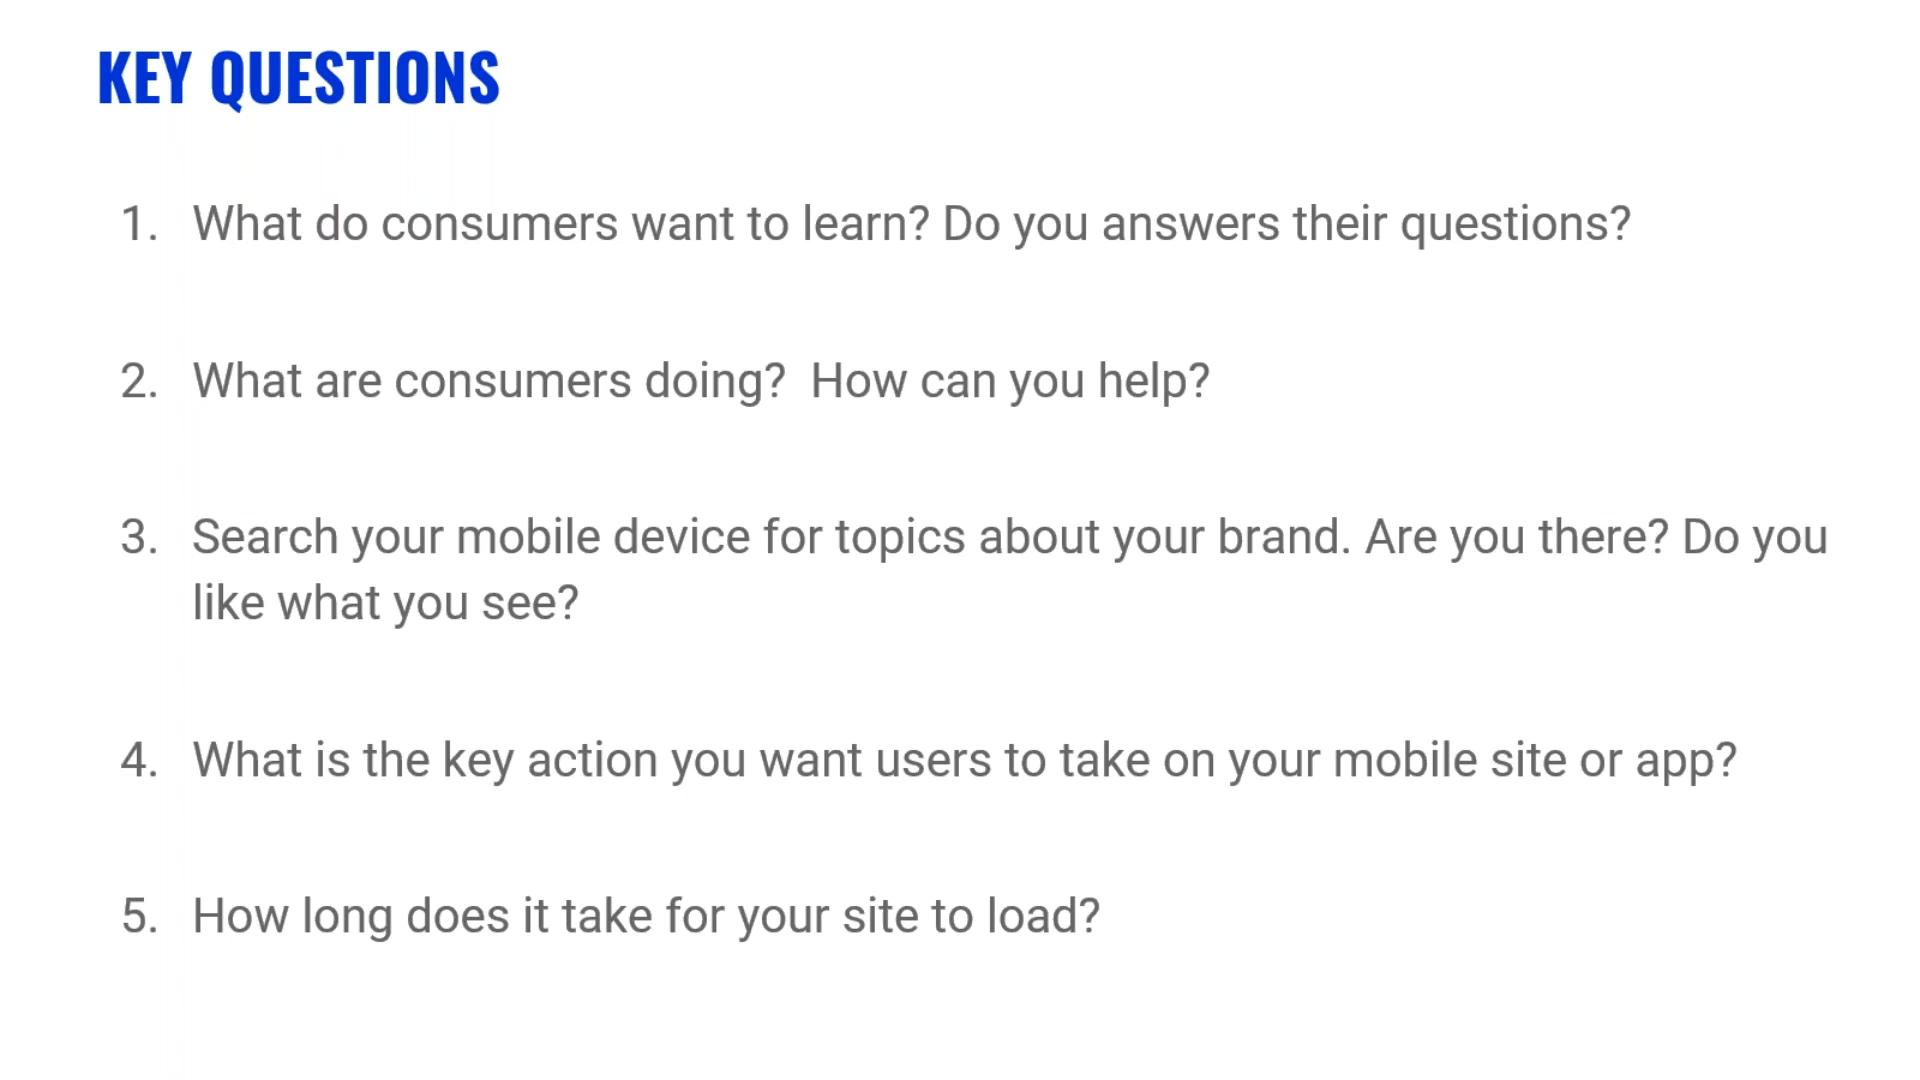 KEY QUESTIONS
1. What do consumers want to learn? Do you answers their questions?
2. What are consumers doing?  How can you help?
3. Search your mobile device for topics about your brand. Are you there? Do you
like what you see?
4. What is the key action you want users to take on your mobile site or app?
5. How long does it take for your site to load?